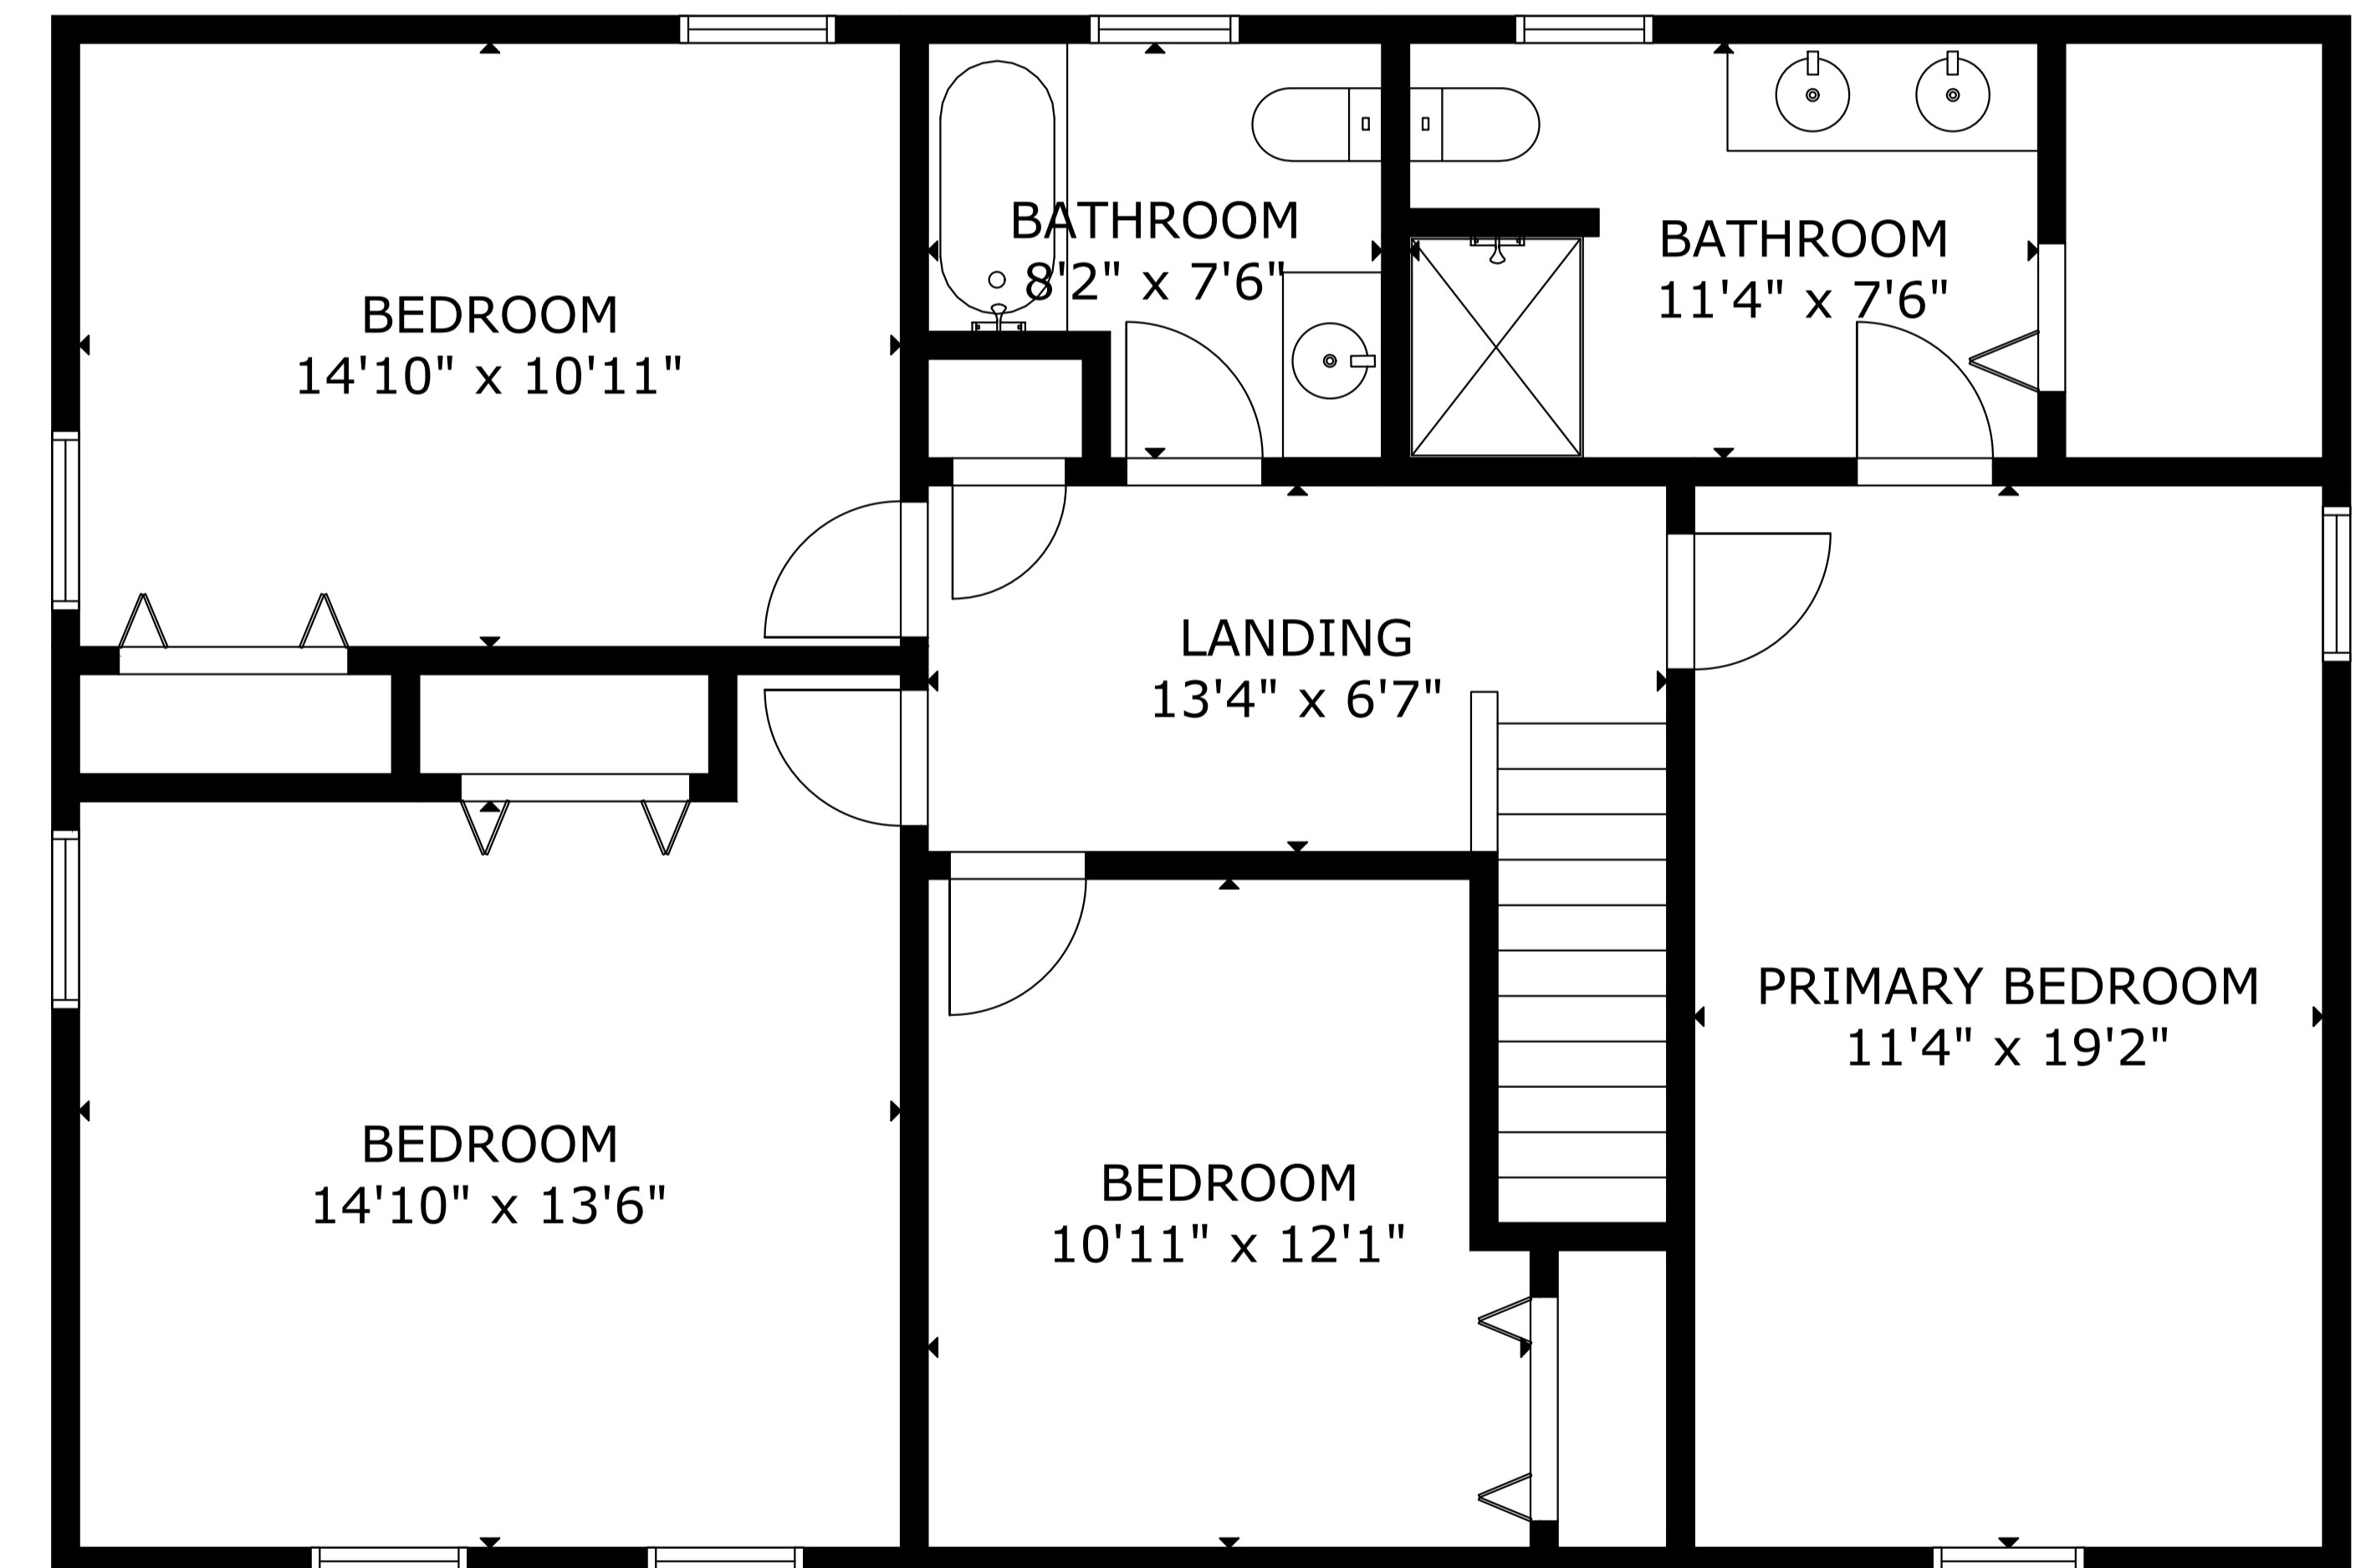 BATHROOM
8'2" x 7'6"
BATHROOM
11'4" x 7'6"
BEDROOM
14'10" x 10'11"
LANDING
13'4" x 6'7"
PRIMARY BEDROOM
11'4" x 19'2"
BEDROOM
14'10" x 13'6"
BEDROOM
10'11" x 12'1"